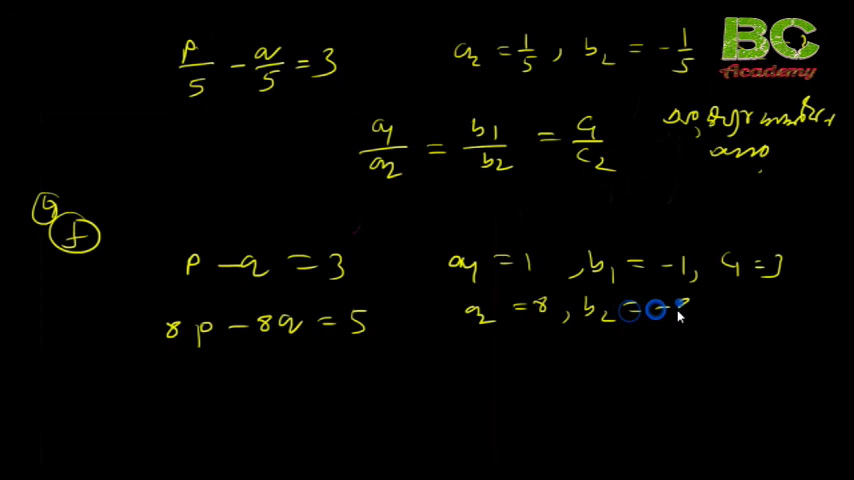 p/5 - q/5 = 3
a₂ = 1/5, b₂ = -1/5
BC
Academy
a₁/a₂ = b₁/b₂ = c₁/c₂
p - q = 3
a₁ = 1, b₁ = -1, c₁ = 3
8p - 8q = 5
a₂ = 8, b₂ = -8